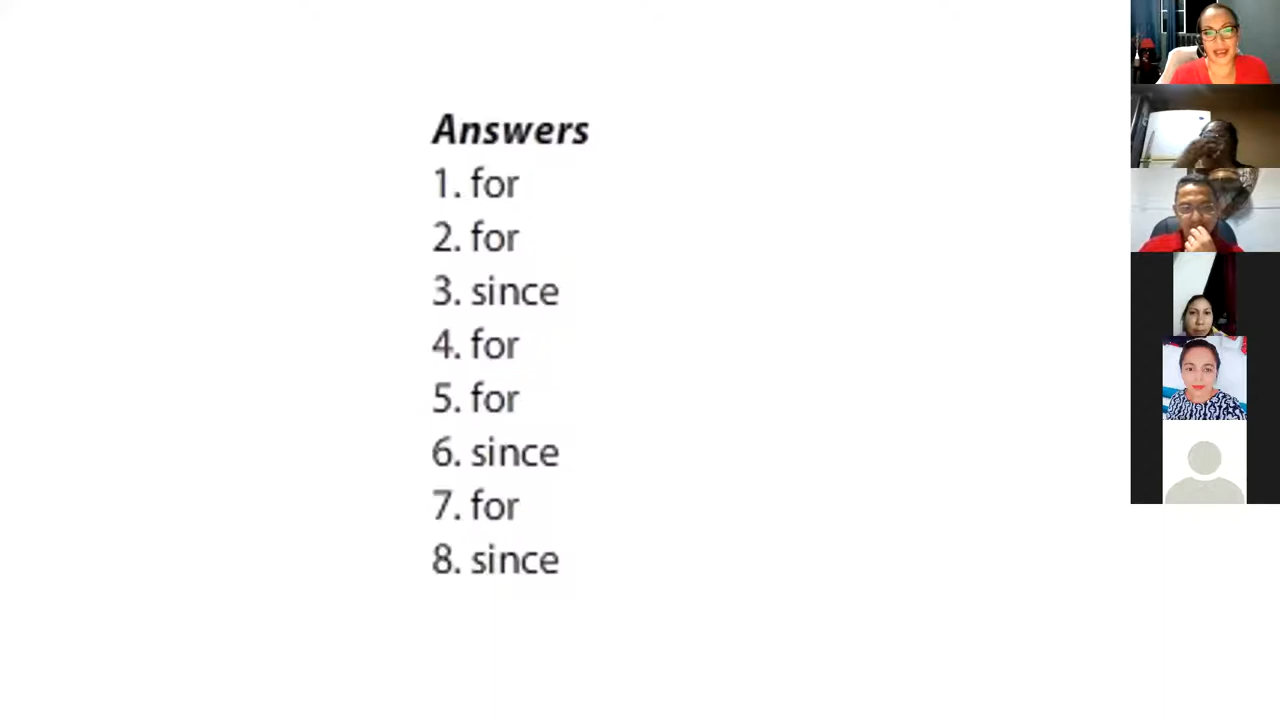 Answers
1. for
2. for
3. since
4. for
5. for
6. since
7. for
8. since